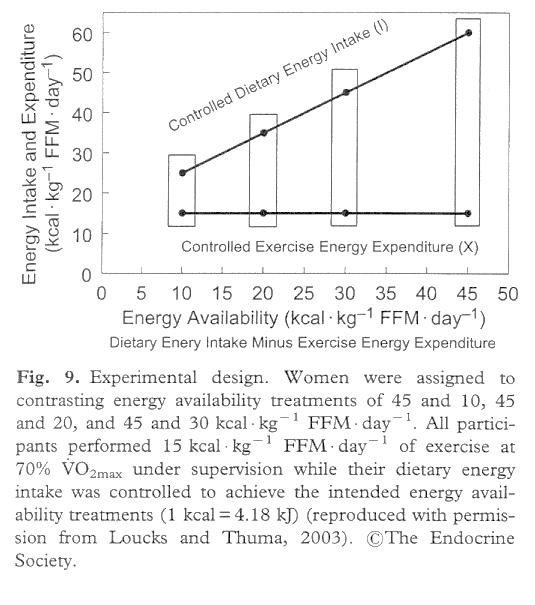 60
50
40
30
20
10
0
Energy Intake and Expenditure
(kcal·kg⁻¹ FFM·day⁻¹)
Controlled Dietary Energy Intake (I)
Controlled Exercise Energy Expenditure (X)
0 5 10 15 20 25 30 35 40 45 50
Energy Availability (kcal·kg⁻¹ FFM·day⁻¹)
Dietary Enery Intake Minus Exercise Energy Expenditure
Fig. 9. Experimental design. Women were assigned to
contrasting energy availability treatments of 45 and 10, 45
and 20, and 45 and 30 kcal·kg⁻¹ FFM·day⁻¹. All partici-
pants performed 15 kcal·kg⁻¹ FFM·day⁻¹ of exercise at
70% V̇O₂max under supervision while their dietary energy
intake was controlled to achieve the intended energy avail-
ability treatments (1 kcal = 4.18 kJ) (reproduced with permis-
sion from Loucks and Thuma, 2003). ©The Endocrine
Society.